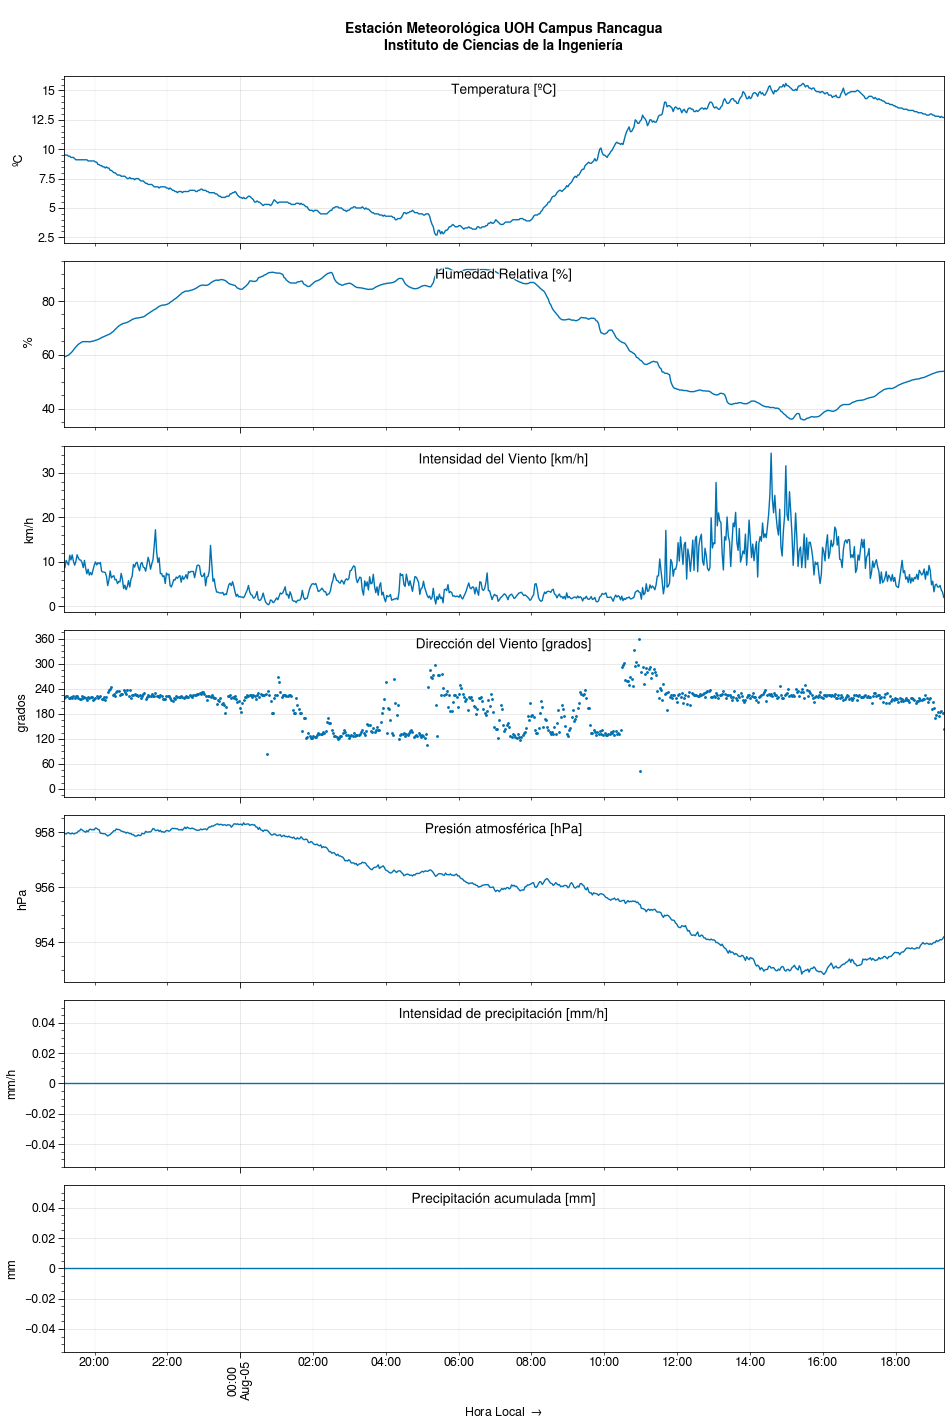 Estación Meteorológica UOH Campus Rancagua
Instituto de Ciencias de la Ingeniería
Temperatura [ºC]
ºC
15
12.5
10
7.5
5
2.5
Humedad Relativa [%]
%
80
60
40
Intensidad del Viento [km/h]
km/h
30
20
10
0
Dirección del Viento [grados]
grados
360
300
240
180
120
60
0
Presión atmosférica [hPa]
hPa
958
956
954
Intensidad de precipitación [mm/h]
mm/h
0.04
0.02
0
−0.02
−0.04
Precipitación acumulada [mm]
mm
0.04
0.02
0
−0.02
−0.04
20:00 22:00 00:00 02:00 04:00 06:00 08:00 10:00 12:00 14:00 16:00 18:00
Aug-05
Hora Local →